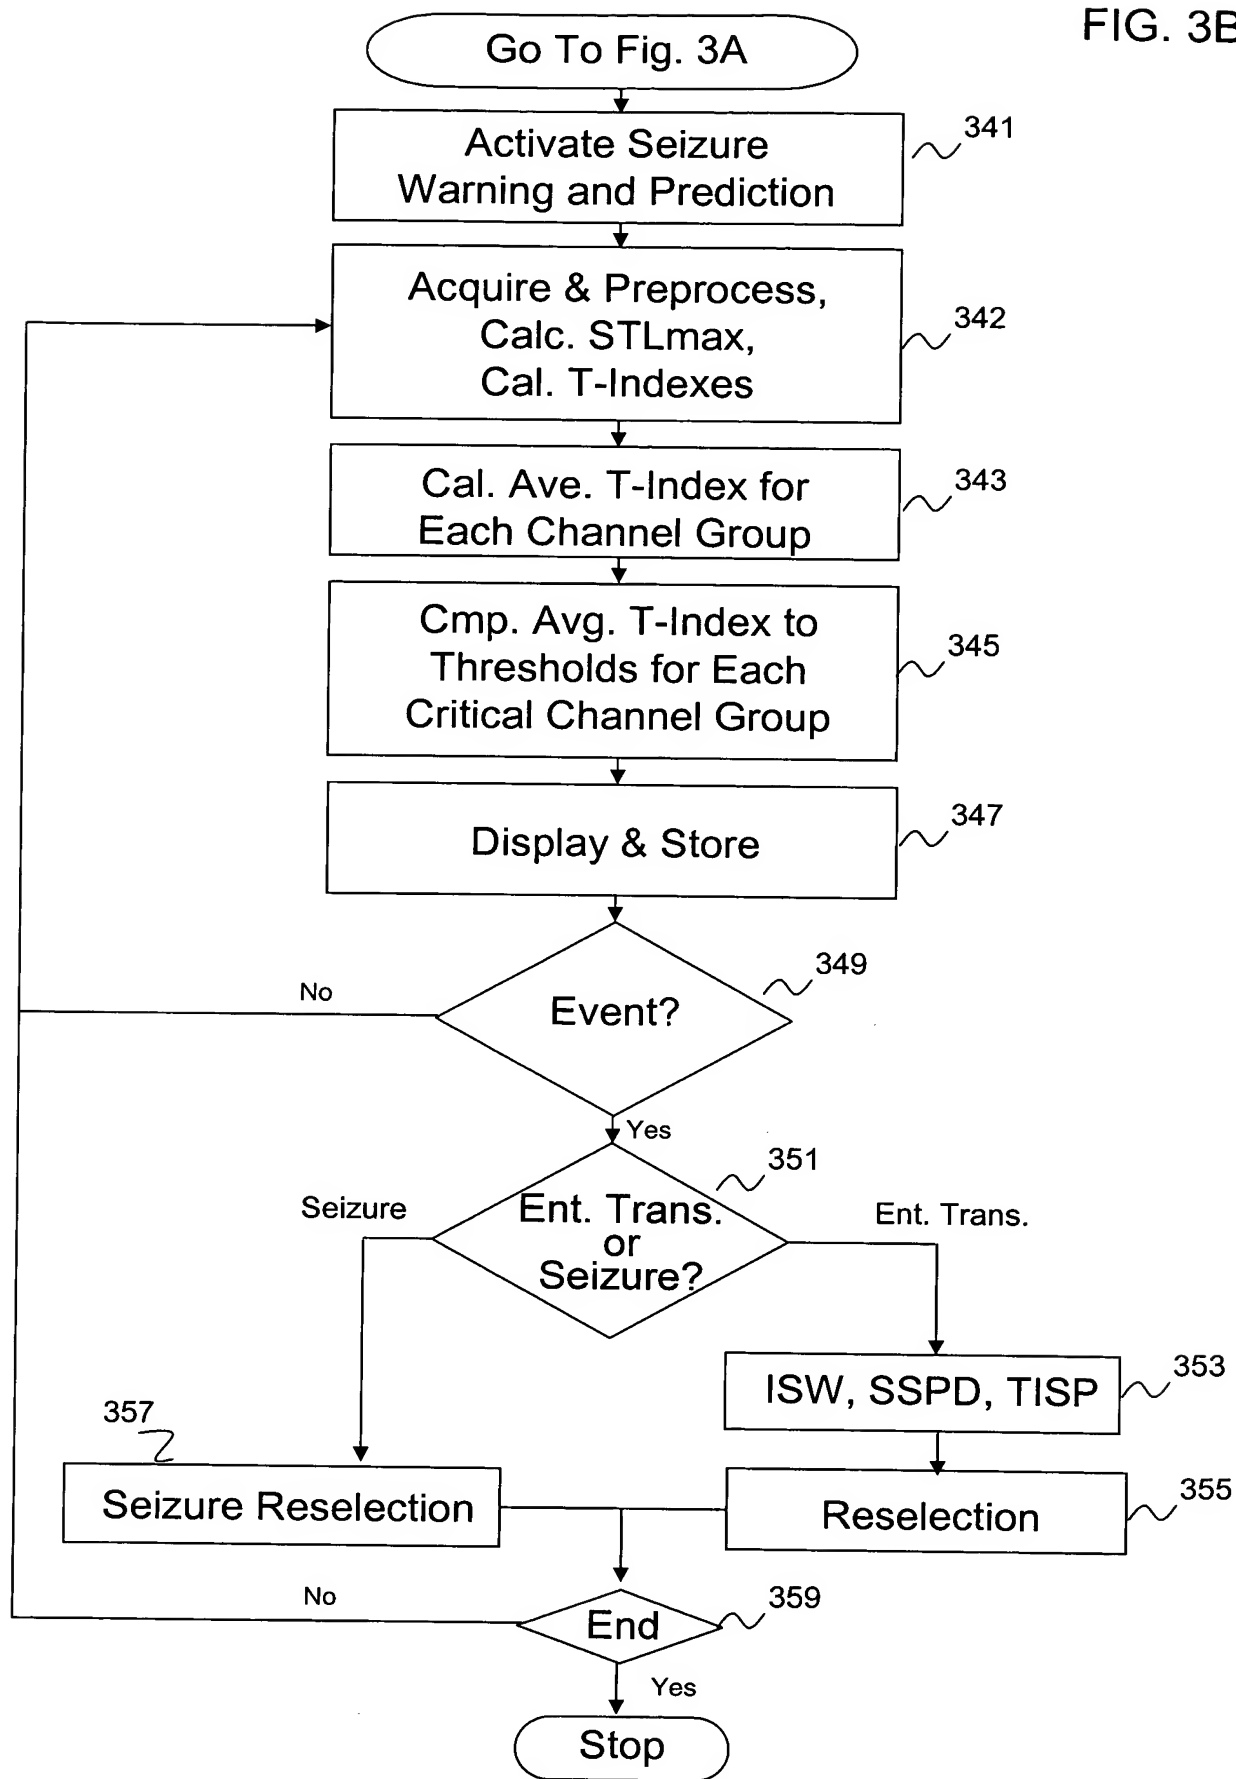 FIG. 3B
Go To Fig. 3A
Activate Seizure
Warning and Prediction
341
Acquire & Preprocess,
Calc. STLmax,
Cal. T-Indexes
342
Cal. Ave. T-Index for
Each Channel Group
343
Cmp. Avg. T-Index to
Thresholds for Each
Critical Channel Group
345
Display & Store
347
Event?
349
No
Yes
Ent. Trans.
or
Seizure?
351
Seizure
Ent. Trans.
ISW, SSPD, TISP
353
357
Seizure Reselection
Reselection
355
End
359
No
Yes
Stop